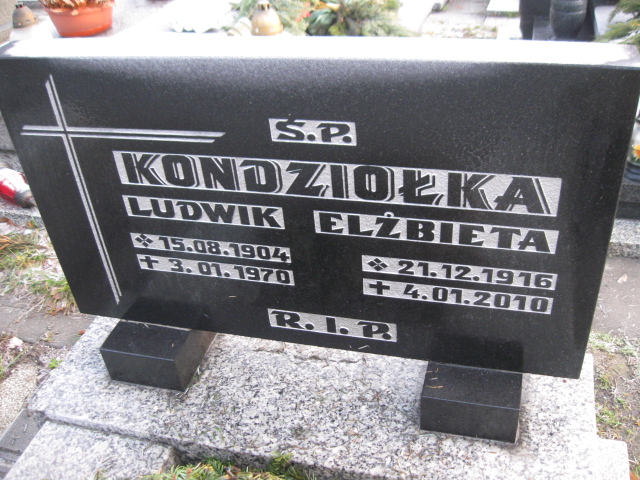 Ś.P.
KONDZIOŁKA
LUDWIK ELŻBIETA
15.08.1904 21.12.1916
3.01.1970 4.01.2010
R. I. P.